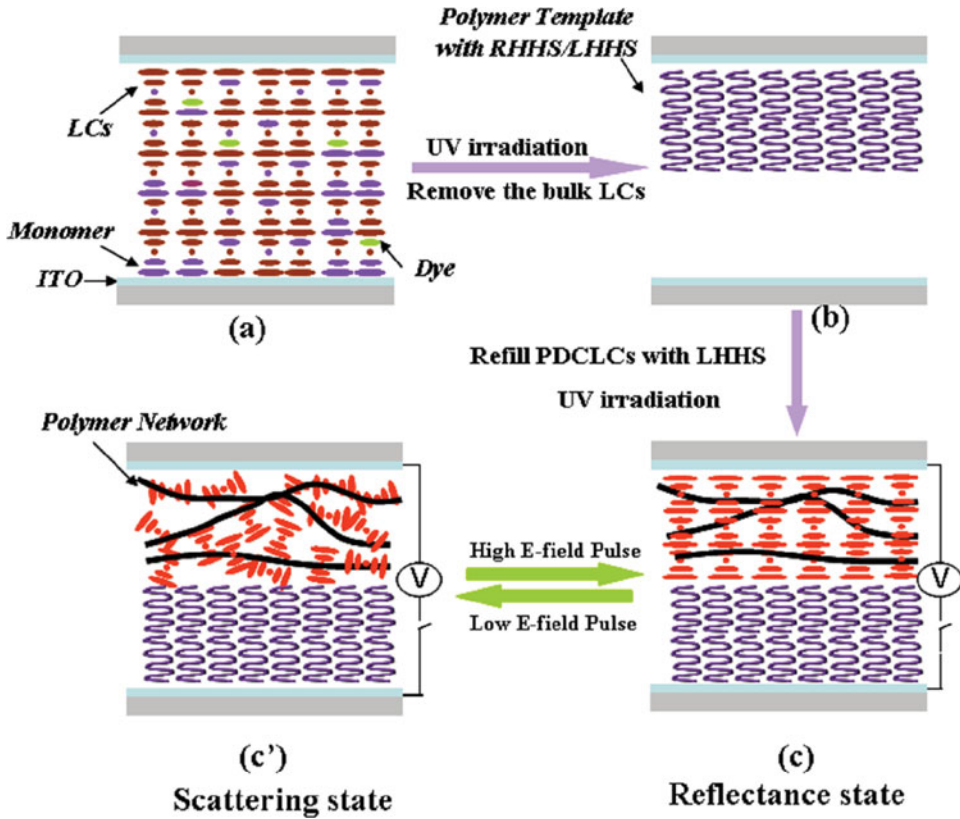 Polymer Template
with RHHS/LHHS
LCs
UV irradiation
Remove the bulk LCs
Monomer
ITO
Dye
(a)
(b)
Refill PDCLCs with LHHS
UV irradiation
Polymer Network
V
High E-field Pulse
Low E-field Pulse
V
(c')
(c)
Scattering state
Reflectance state